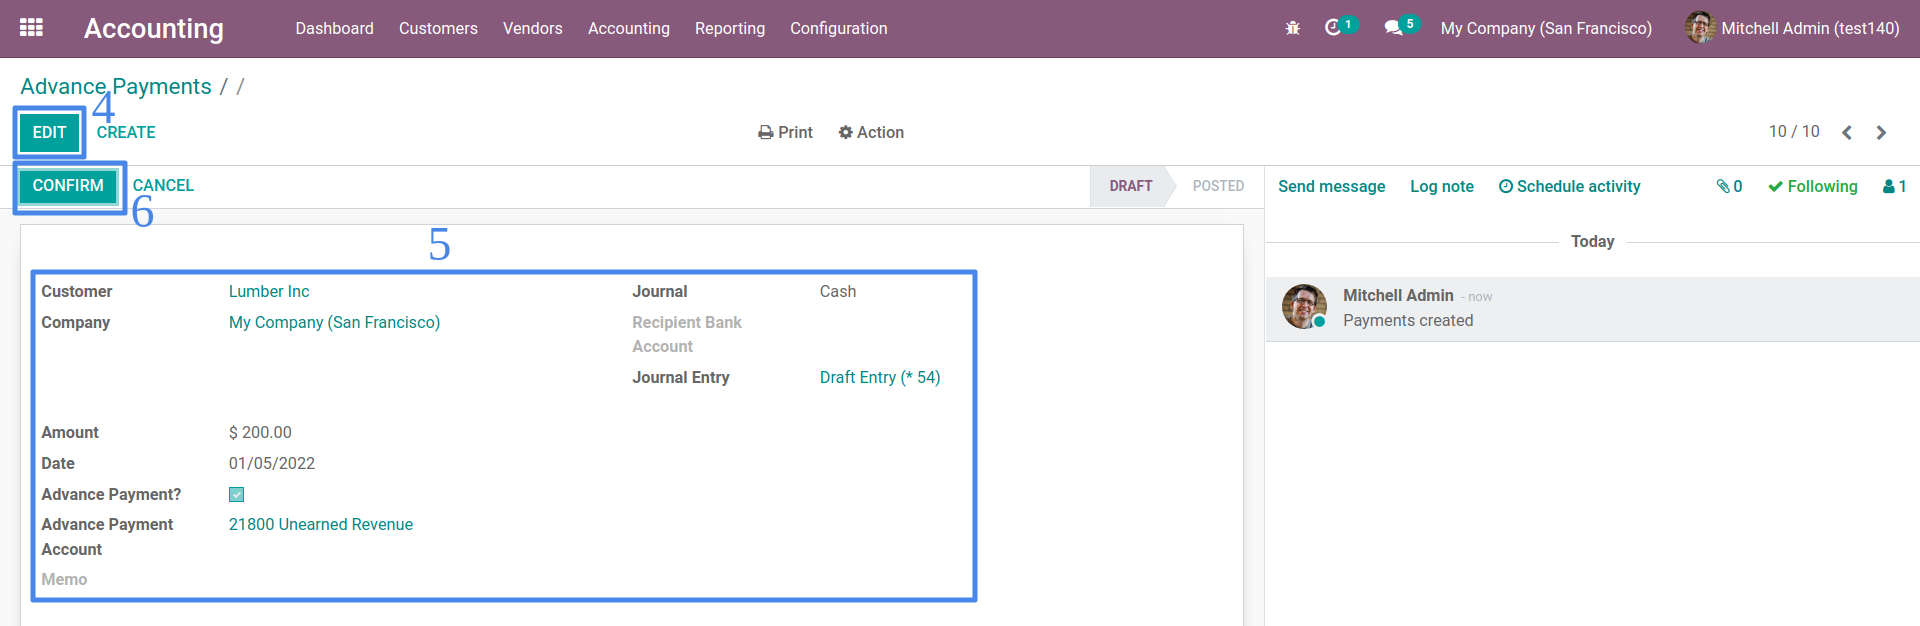 Accounting Dashboard Customers Vendors Accounting Reporting Configuration 1 5 My Company (San Francisco) Mitchell Admin (test140)
Advance Payments / /
4
EDIT CREATE Print Action 10 / 10
CONFIRM CANCEL DRAFT POSTED Send message Log note Schedule activity 0 Following 1
6
5
Today
Customer Lumber Inc Journal Cash
Mitchell Admin - now
Company My Company (San Francisco) Recipient Bank
Account
Payments created
Journal Entry Draft Entry (* 54)
Amount $ 200.00
Date 01/05/2022
Advance Payment?
Advance Payment 21800 Unearned Revenue
Account
Memo